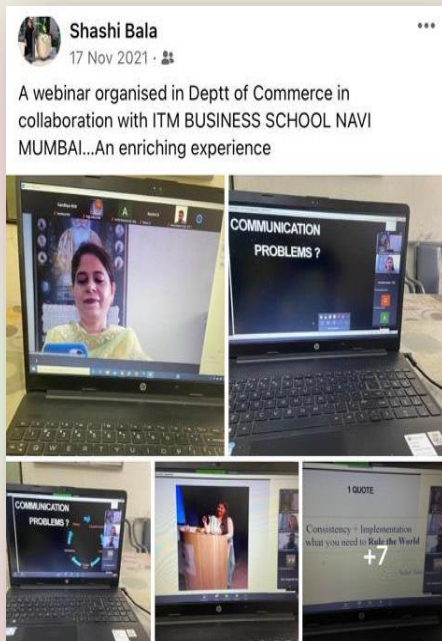 Shashi Bala
17 Nov 2021 ·
A webinar organised in Deptt of Commerce in
collaboration with ITM BUSINESS SCHOOL NAVI
MUMBAI...An enriching experience
A
COMMUNICATION
PROBLEMS ?
hp
hp
COMMUNICATION
PROBLEMS ?
1 QUOTE
Consistency + Implementation
what you need to Rule the World
+7